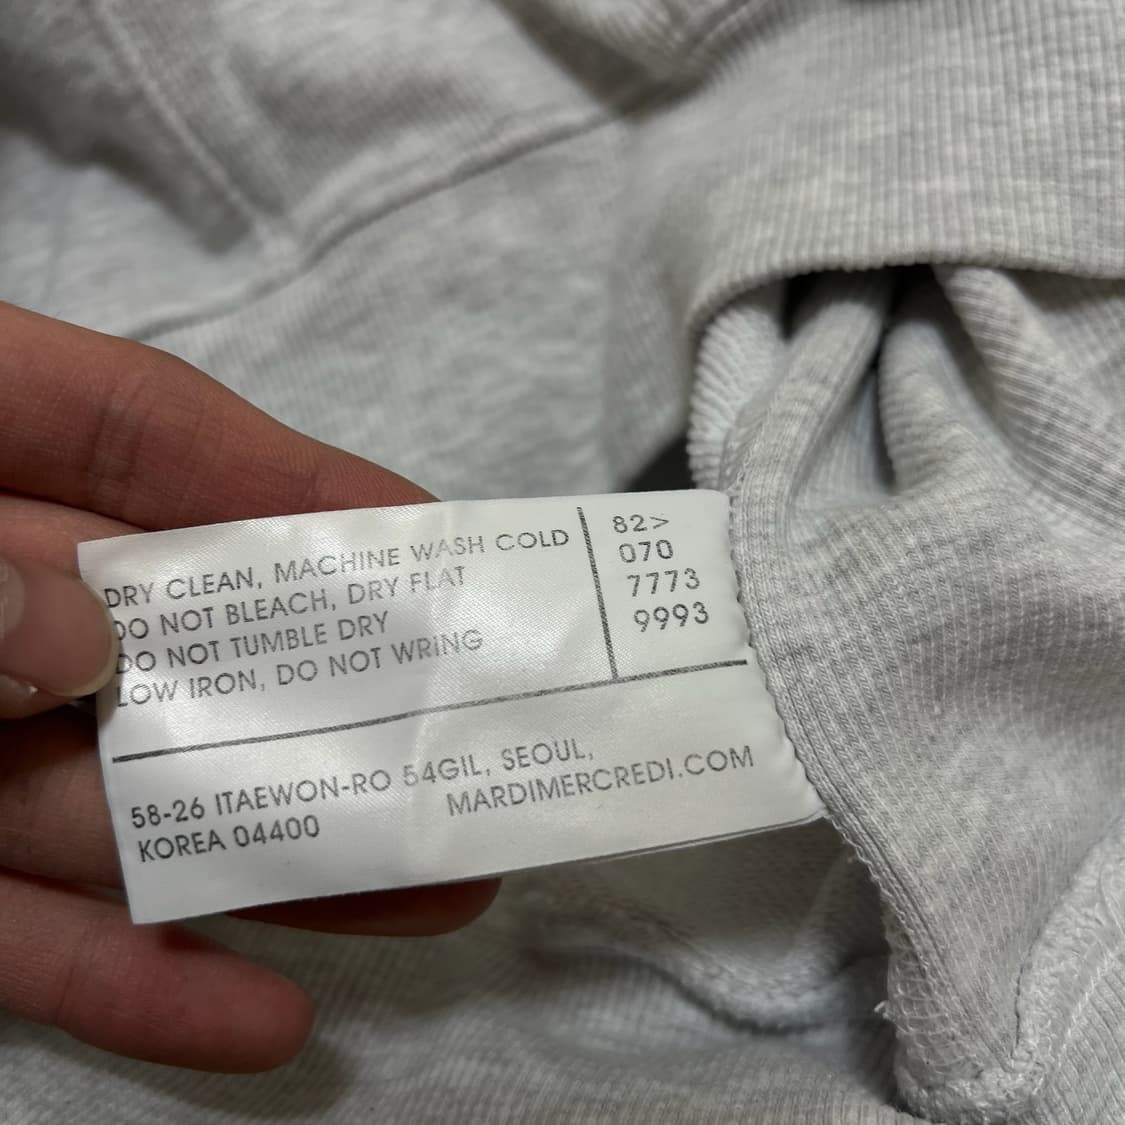 DRY CLEAN, MACHINE WASH COLD
DO NOT BLEACH, DRY FLAT
DO NOT TUMBLE DRY
LOW IRON, DO NOT WRING
82>
070
7773
9993
58-26 ITAEWON-RO 54GIL, SEOUL,
KOREA 04400
MARDIMERCREDI.COM